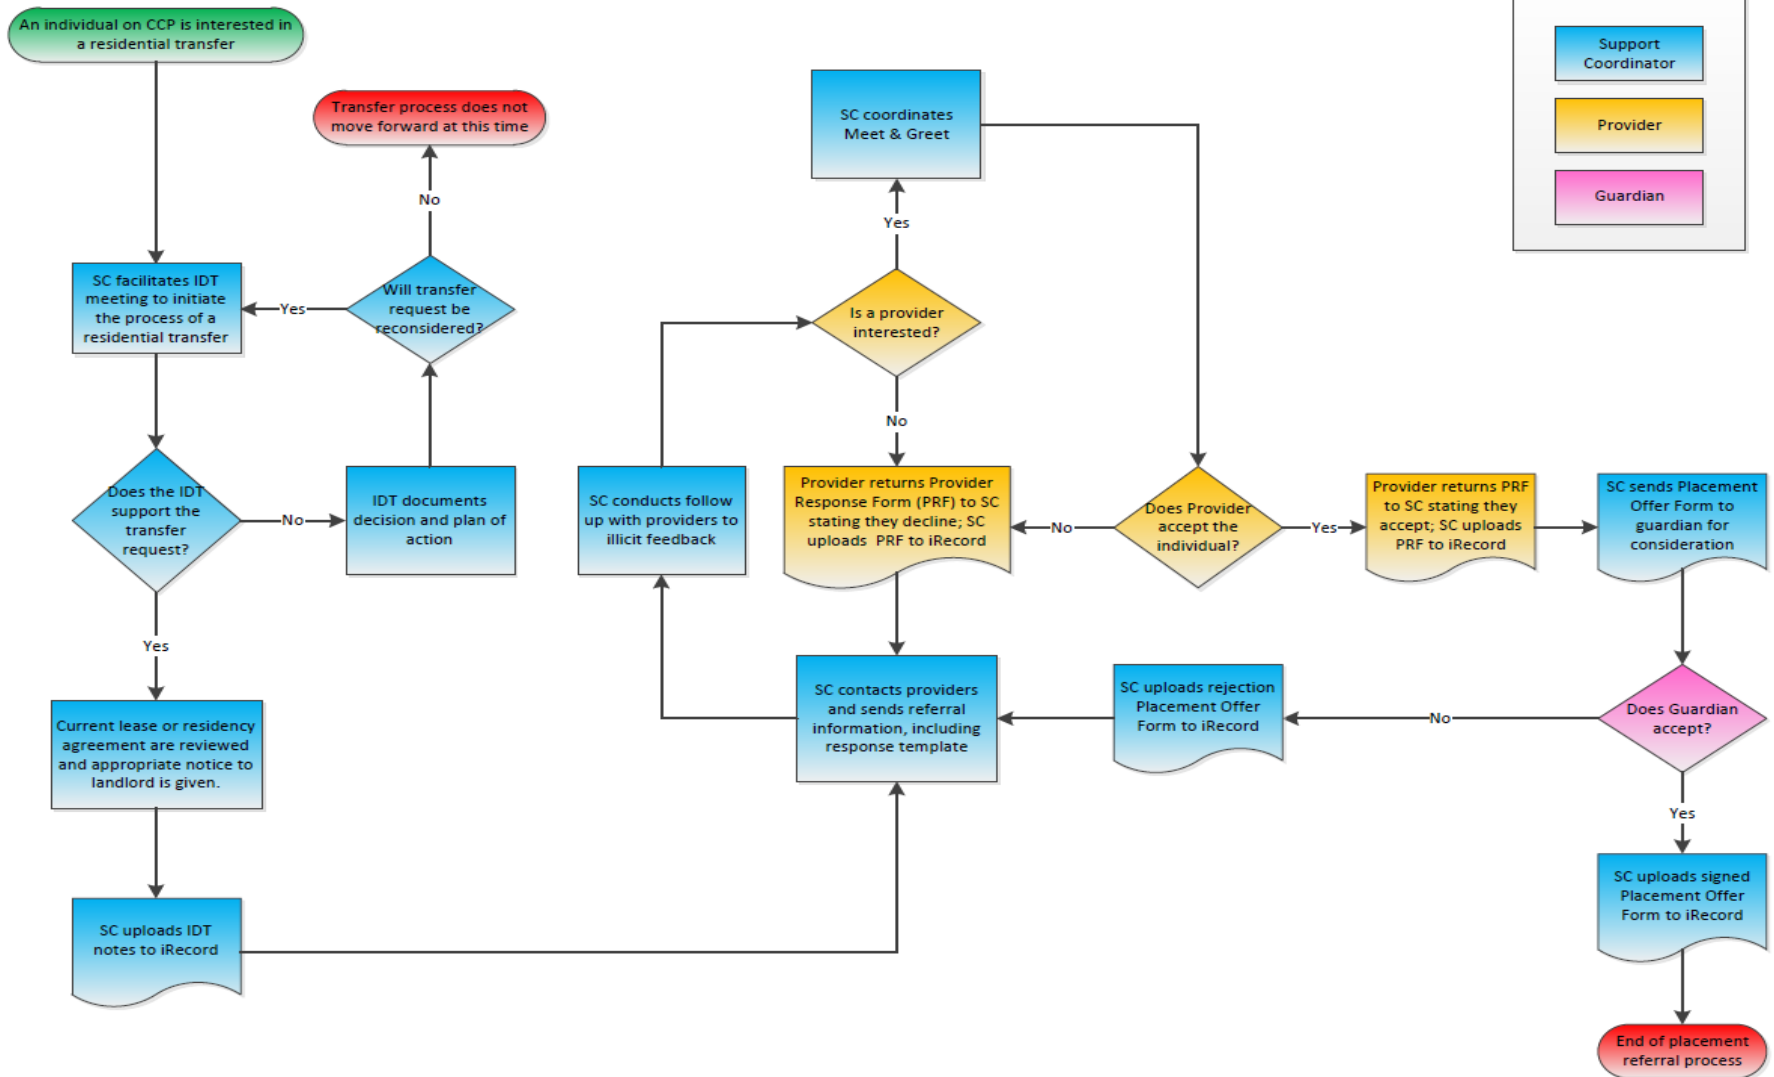 An individual on CCP is interested in
a residential transfer
Transfer process does not
move forward at this time
No
SC facilitates IDT
meeting to initiate
the process of a
residential transfer
Yes
Will transfer
request be
reconsidered?
Does the IDT
support the
transfer
request?
No
IDT documents
decision and plan of
action
Yes
Current lease or residency
agreement are reviewed
and appropriate notice to
landlord is given.
SC uploads IDT
notes to iRecord
SC coordinates
Meet & Greet
Yes
Is a provider
interested?
No
SC conducts follow
up with providers to
illicit feedback
Provider returns Provider
Response Form (PRF) to SC
stating they decline; SC
uploads  PRF to iRecord
No
Does Provider
accept the
individual?
Yes
Provider returns PRF
to SC stating they
accept; SC uploads
PRF to iRecord
SC sends Placement
Offer Form to
guardian for
consideration
SC contacts providers
and sends referral
information, including
response template
SC uploads rejection
Placement Offer
Form to iRecord
No
Does Guardian
accept?
Yes
SC uploads signed
Placement Offer
Form to iRecord
End of placement
referral process
Support
Coordinator
Provider
Guardian